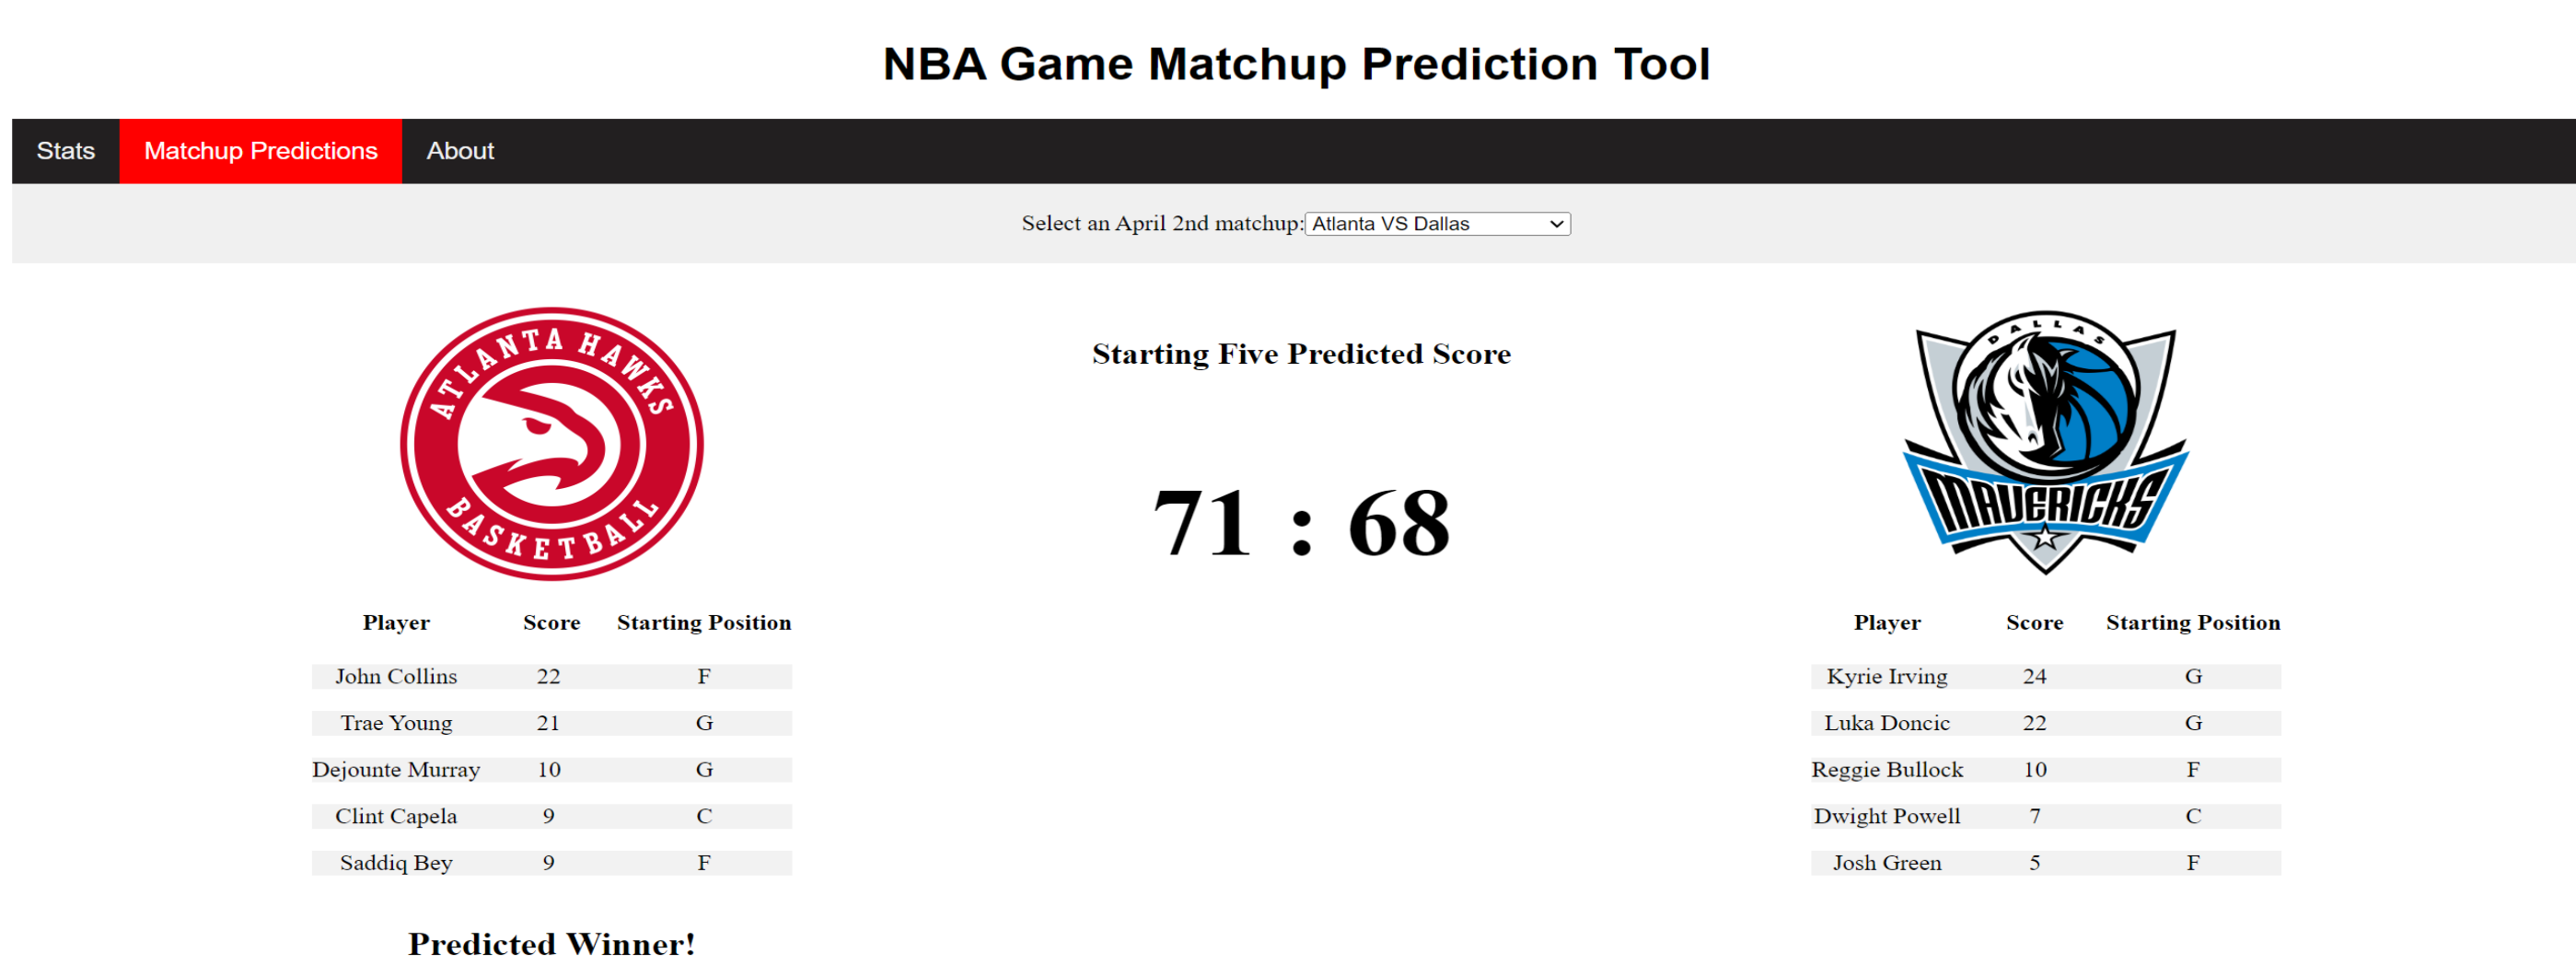 NBA Game Matchup Prediction Tool
Stats Matchup Predictions About
Select an April 2nd matchup: Atlanta VS Dallas
ATLANTA HAWKS
BASKETBALL
Starting Five Predicted Score
71 : 68
DALLAS
MAVERICKS
Player Score Starting Position
John Collins 22 F
Trae Young 21 G
Dejounte Murray 10 G
Clint Capela 9 C
Saddiq Bey 9 F
Predicted Winner!
Player Score Starting Position
Kyrie Irving 24 G
Luka Doncic 22 G
Reggie Bullock 10 F
Dwight Powell 7 C
Josh Green 5 F